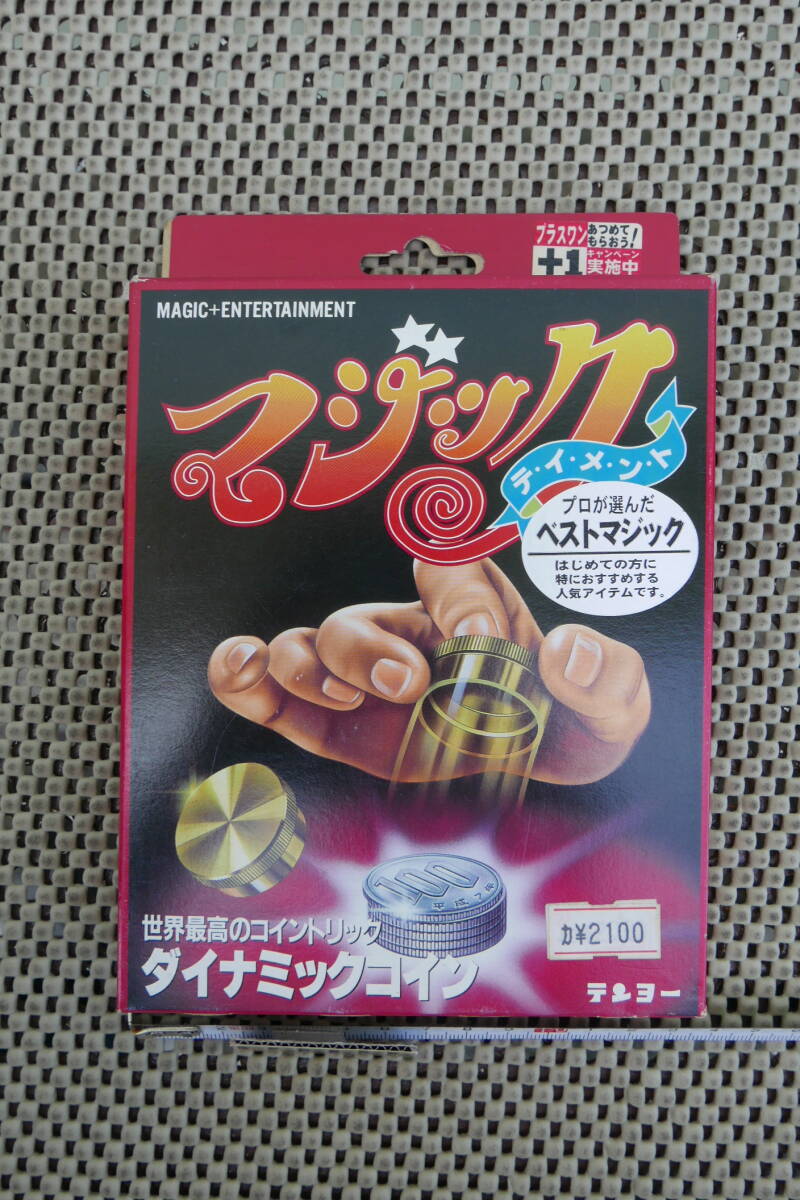 プラスワン
+1
あつめて
もらおう!
キャンペーン
実施中
MAGIC+ENTERTAINMENT
マジック
テ・イ・メ・ン・ト
プロが選んだ
ベストマジック
はじめての方に
特におすすめする
人気アイテムです。
100
平成7年
世界最高のコイントリック
ダイナミックコイン
カ¥2100
テンヨー